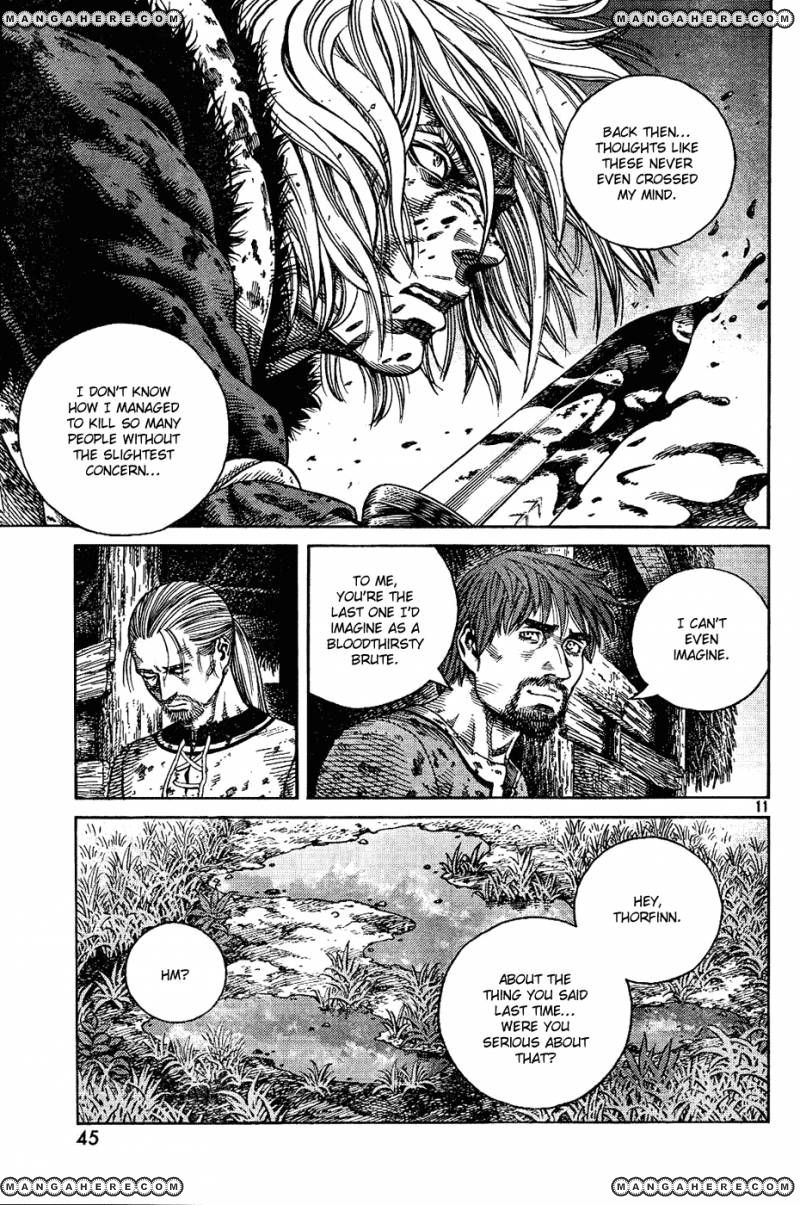 MANGAHERE.COM
MANGAHERE.COM
BACK THEN...
THOUGHTS LIKE
THESE NEVER
EVEN CROSSED
MY MIND.
I DON'T KNOW
HOW I MANAGED
TO KILL SO MANY
PEOPLE WITHOUT
THE SLIGHTEST
CONCERN...
I CAN'T
EVEN
IMAGINE.
TO ME,
YOU'RE THE
LAST ONE I'D
IMAGINE AS A
BLOODTHIRSTY
BRUTE.
11
HEY,
THORFINN.
ABOUT THE
THING YOU SAID
LAST TIME...
WERE YOU
SERIOUS ABOUT
THAT?
HM?
45
MANGAHERE.COM
MANGAHERE.COM